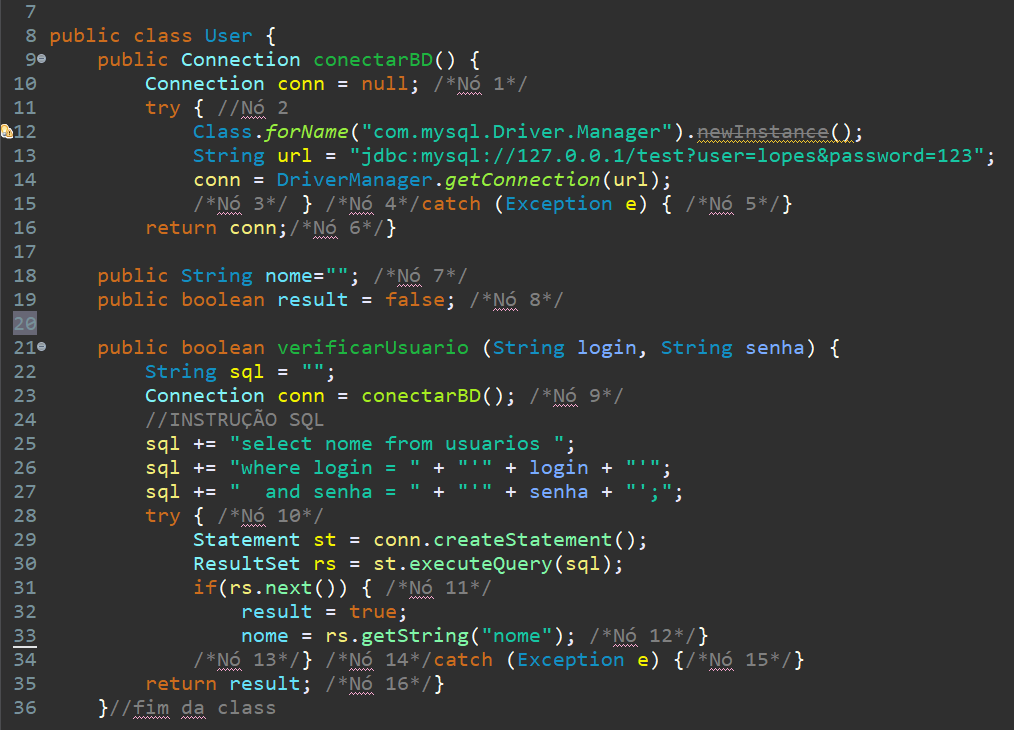 7
8 public class User {
9 public Connection conectarBD() {
10 Connection conn = null; /*Nó 1*/
11 try { //Nó 2
12 Class.forName("com.mysql.Driver.Manager").newInstance();
13 String url = "jdbc:mysql://127.0.0.1/test?user=lopes&password=123";
14 conn = DriverManager.getConnection(url);
15 /*Nó 3*/ } /*Nó 4*/catch (Exception e) { /*Nó 5*/}
16 return conn;/*Nó 6*/}
17
18 public String nome=""; /*Nó 7*/
19 public boolean result = false; /*Nó 8*/
20
21 public boolean verificarUsuario (String login, String senha) {
22 String sql = "";
23 Connection conn = conectarBD(); /*Nó 9*/
24 //INSTRUÇÃO SQL
25 sql += "select nome from usuarios ";
26 sql += "where login = " + "'" + login + "'";
27 sql += "  and senha = " + "'" + senha + "';";
28 try { /*Nó 10*/
29 Statement st = conn.createStatement();
30 ResultSet rs = st.executeQuery(sql);
31 if(rs.next()) { /*Nó 11*/
32 result = true;
33 nome = rs.getString("nome"); /*Nó 12*/}
34 /*Nó 13*/} /*Nó 14*/catch (Exception e) {/*Nó 15*/}
35 return result; /*Nó 16*/}
36 }//fim da class